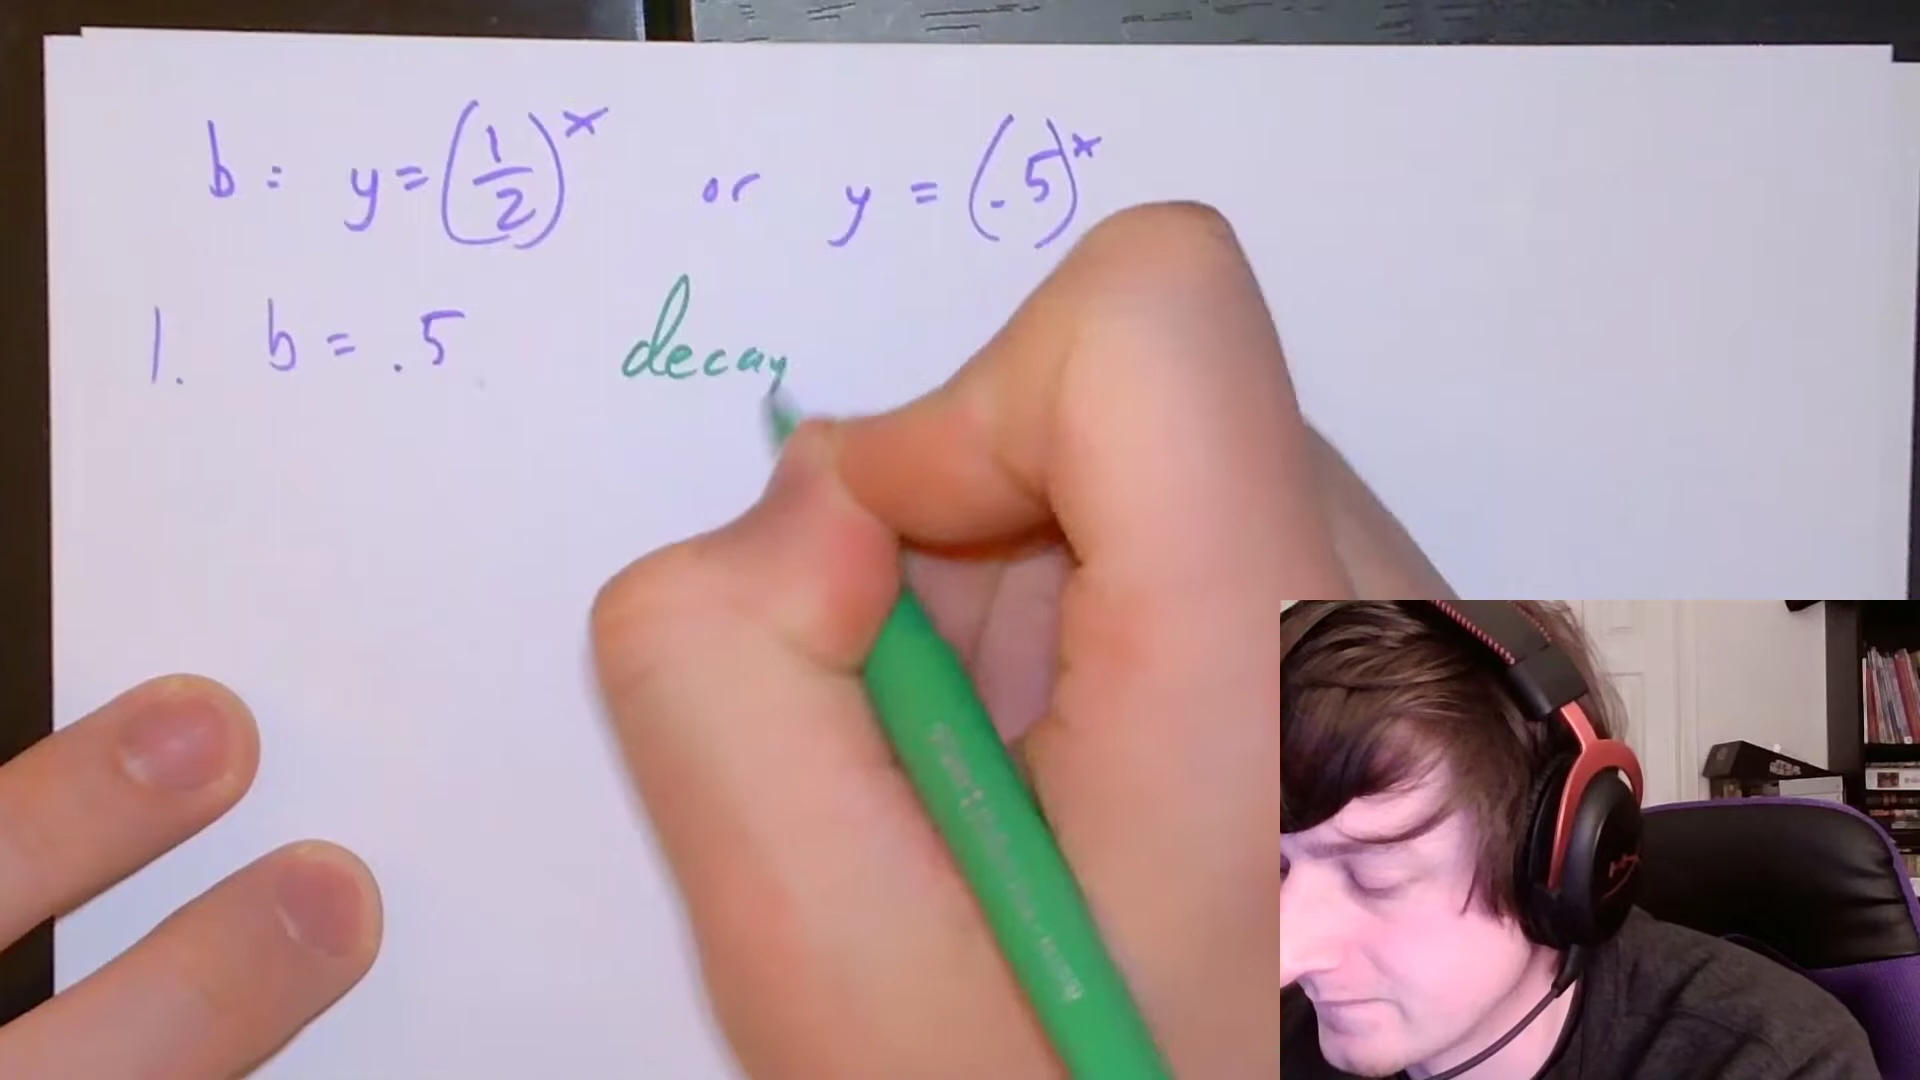 b: y = (1/2)^x or y = (.5)^x
1. b = .5 decay